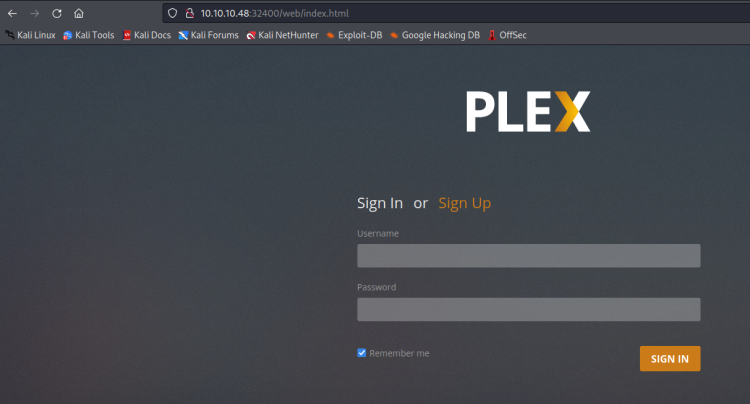 10.10.10.48:32400/web/index.html
Kali Linux Kali Tools Kali Docs Kali Forums Kali NetHunter Exploit-DB Google Hacking DB OffSec
PLEX
Sign In or Sign Up
Username
Password
Remember me SIGN IN